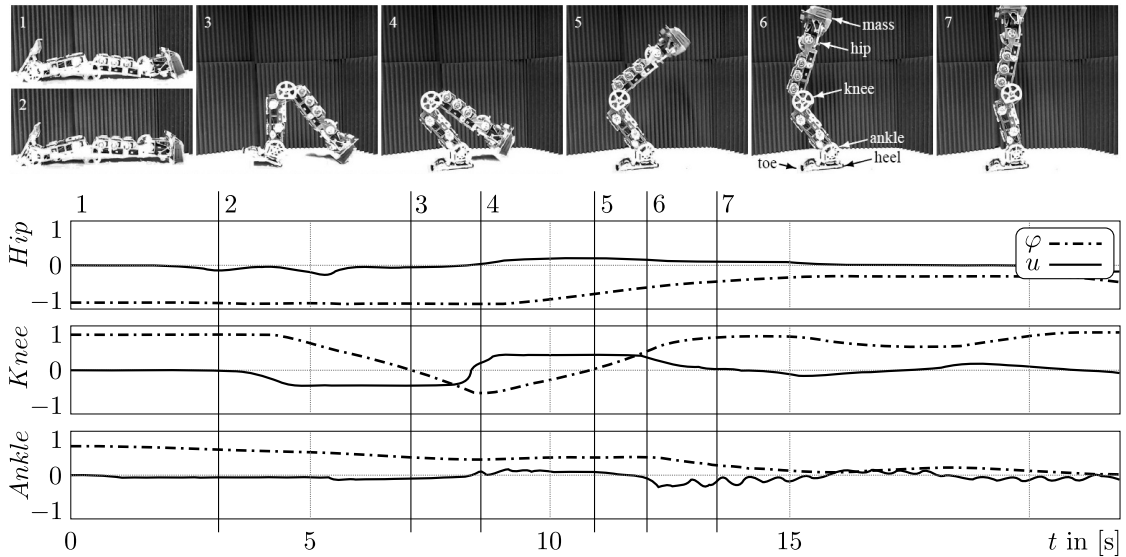 1
2
3
4
5
6
7
mass
hip
knee
ankle
toe
heel
1 2 3 4 5 6 7
Hip
1
0
−1
φ
u
Knee
1
0
−1
Ankle
1
0
−1
0 5 10 15 t in [s]